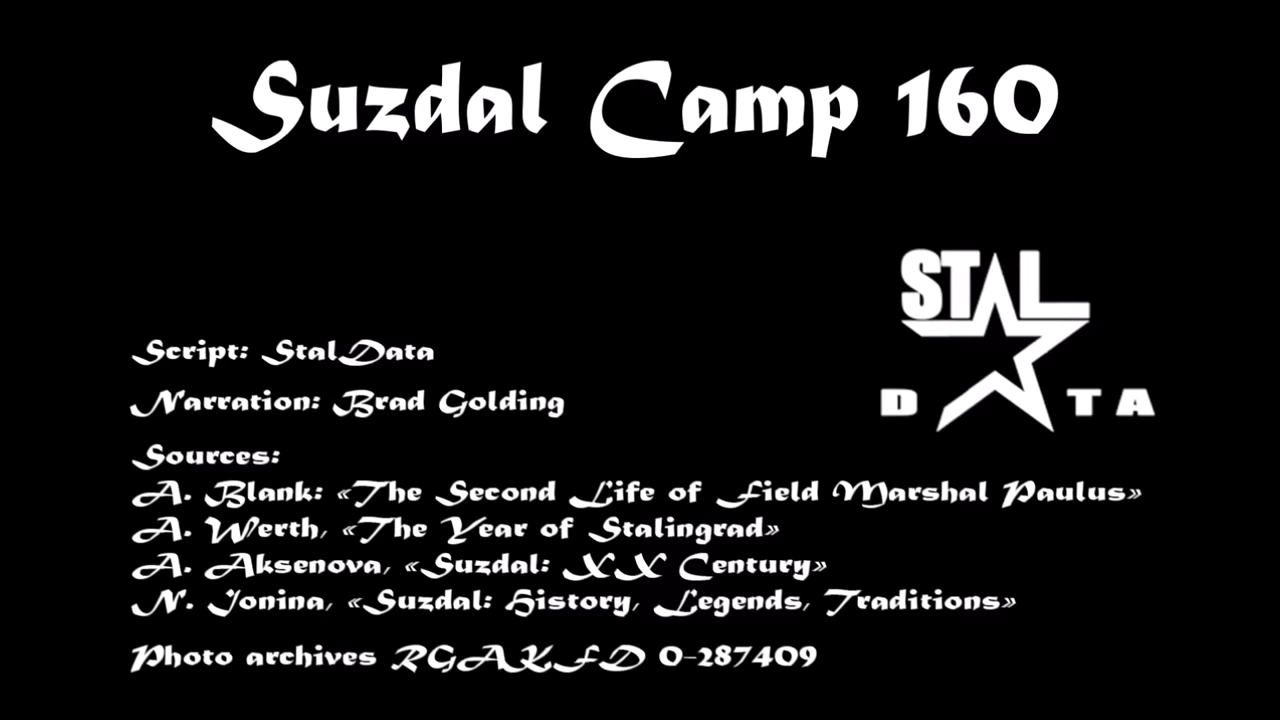 Suzdal Camp 160
STAL
D TA
Script: StalData
Narration: Brad Golding
Sources:
A. Blank: «The Second Life of Field Marshal Paulus»
A. Werth, «The Year of Stalingrad»
A. Aksenova, «Suzdal: XX Century»
N. Ionina, «Suzdal: History, Legends, Traditions»
Photo archives RGAKFD 0-287409